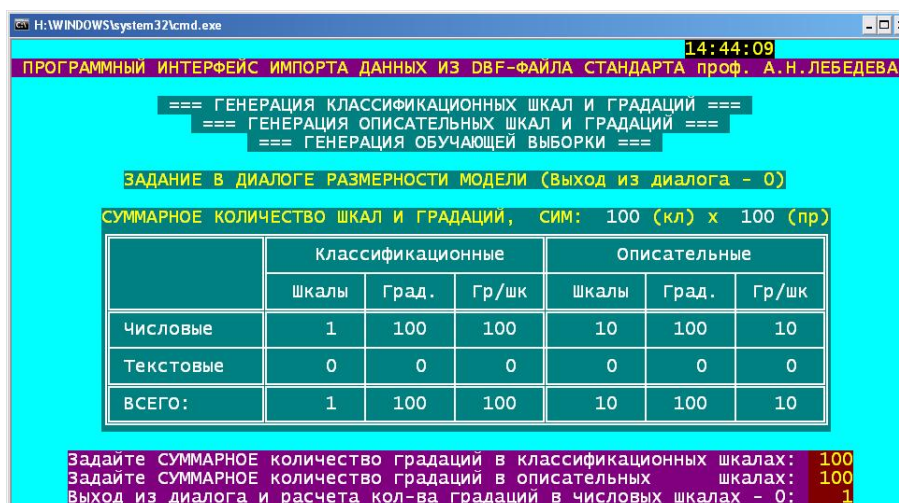 H:\WINDOWS\system32\cmd.exe
14:44:09
ПРОГРАММНЫЙ ИНТЕРФЕЙС ИМПОРТА ДАННЫХ ИЗ DBF-ФАЙЛА СТАНДАРТА проф. А.Н.ЛЕБЕДЕВА
=== ГЕНЕРАЦИЯ КЛАССИФИКАЦИОННЫХ ШКАЛ И ГРАДАЦИЙ ===
=== ГЕНЕРАЦИЯ ОПИСАТЕЛЬНЫХ ШКАЛ И ГРАДАЦИЙ ===
=== ГЕНЕРАЦИЯ ОБУЧАЮЩЕЙ ВЫБОРКИ ===
ЗАДАНИЕ В ДИАЛОГЕ РАЗМЕРНОСТИ МОДЕЛИ (Выход из диалога - 0)
СУММАРНОЕ КОЛИЧЕСТВО ШКАЛ И ГРАДАЦИЙ, СИМ: 100 (кл) x 100 (пр)
Классификационные Описательные
Шкалы Град. Гр/шк Шкалы Град. Гр/шк
Числовые 1 100 100 10 100 10
Текстовые 0 0 0 0 0 0
ВСЕГО: 1 100 100 10 100 10
Задайте СУММАРНОЕ количество градаций в классификационных шкалах: 100
Задайте СУММАРНОЕ количество градаций в описательных шкалах: 100
Выход из диалога и расчета кол-ва градаций в числовых шкалах - 0: 1